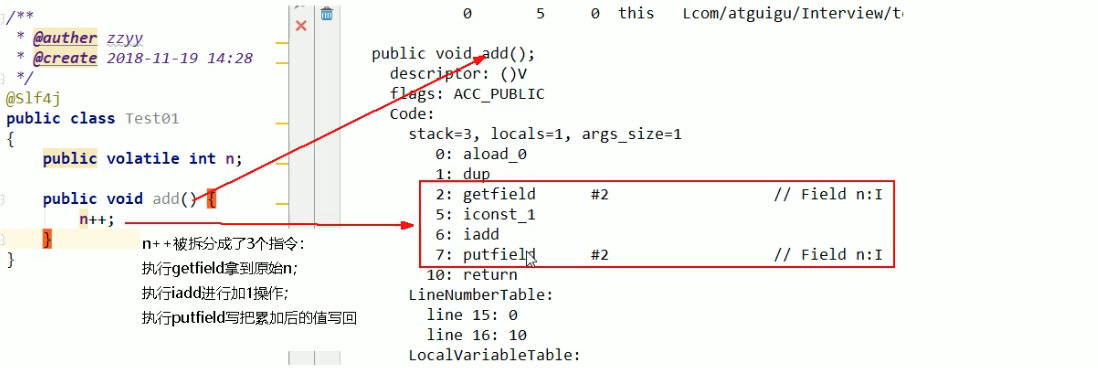 /**
* @auther zzyy
* @create 2018-11-19 14:28
*/
@Slf4j
public class Test01
{
public volatile int n;
public void add() {
n++;
}
}
n++被拆分成了3个指令：
执行getfield拿到原始n；
执行iadd进行加1操作；
执行putfield写把累加后的值写回
0 5 0 this Lcom/atguigu/Interview/te
public void add();
descriptor: ()V
flags: ACC_PUBLIC
Code:
stack=3, locals=1, args_size=1
0: aload_0
1: dup
2: getfield #2 // Field n:I
5: iconst_1
6: iadd
7: putfield #2 // Field n:I
10: return
LineNumberTable:
line 15: 0
line 16: 10
LocalVariableTable: